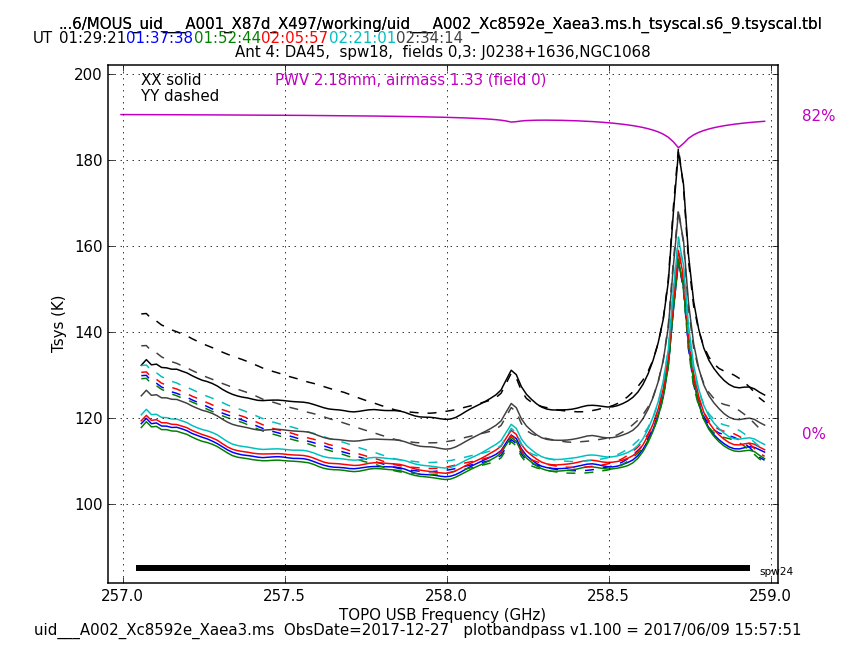 ...6/MOUS_uid___A001_X87d_X497/working/uid___A002_Xc8592e_Xaea3.ms.h_tsyscal.s6_9.tsyscal.tbl
UT 01:29:21 01:37:38 01:52:44 02:05:57 02:21:01 02:34:14
Ant 4: DA45,  spw18,  fields 0,3: J0238+1636,NGC1068
XX solid
YY dashed
PWV 2.18mm, airmass 1.33 (field 0)
82%
0%
200
180
160
140
120
100
Tsys (K)
spw24
257.0 257.5 258.0 258.5 259.0
TOPO USB Frequency (GHz)
uid___A002_Xc8592e_Xaea3.ms  ObsDate=2017-12-27   plotbandpass v1.100 = 2017/06/09 15:57:51